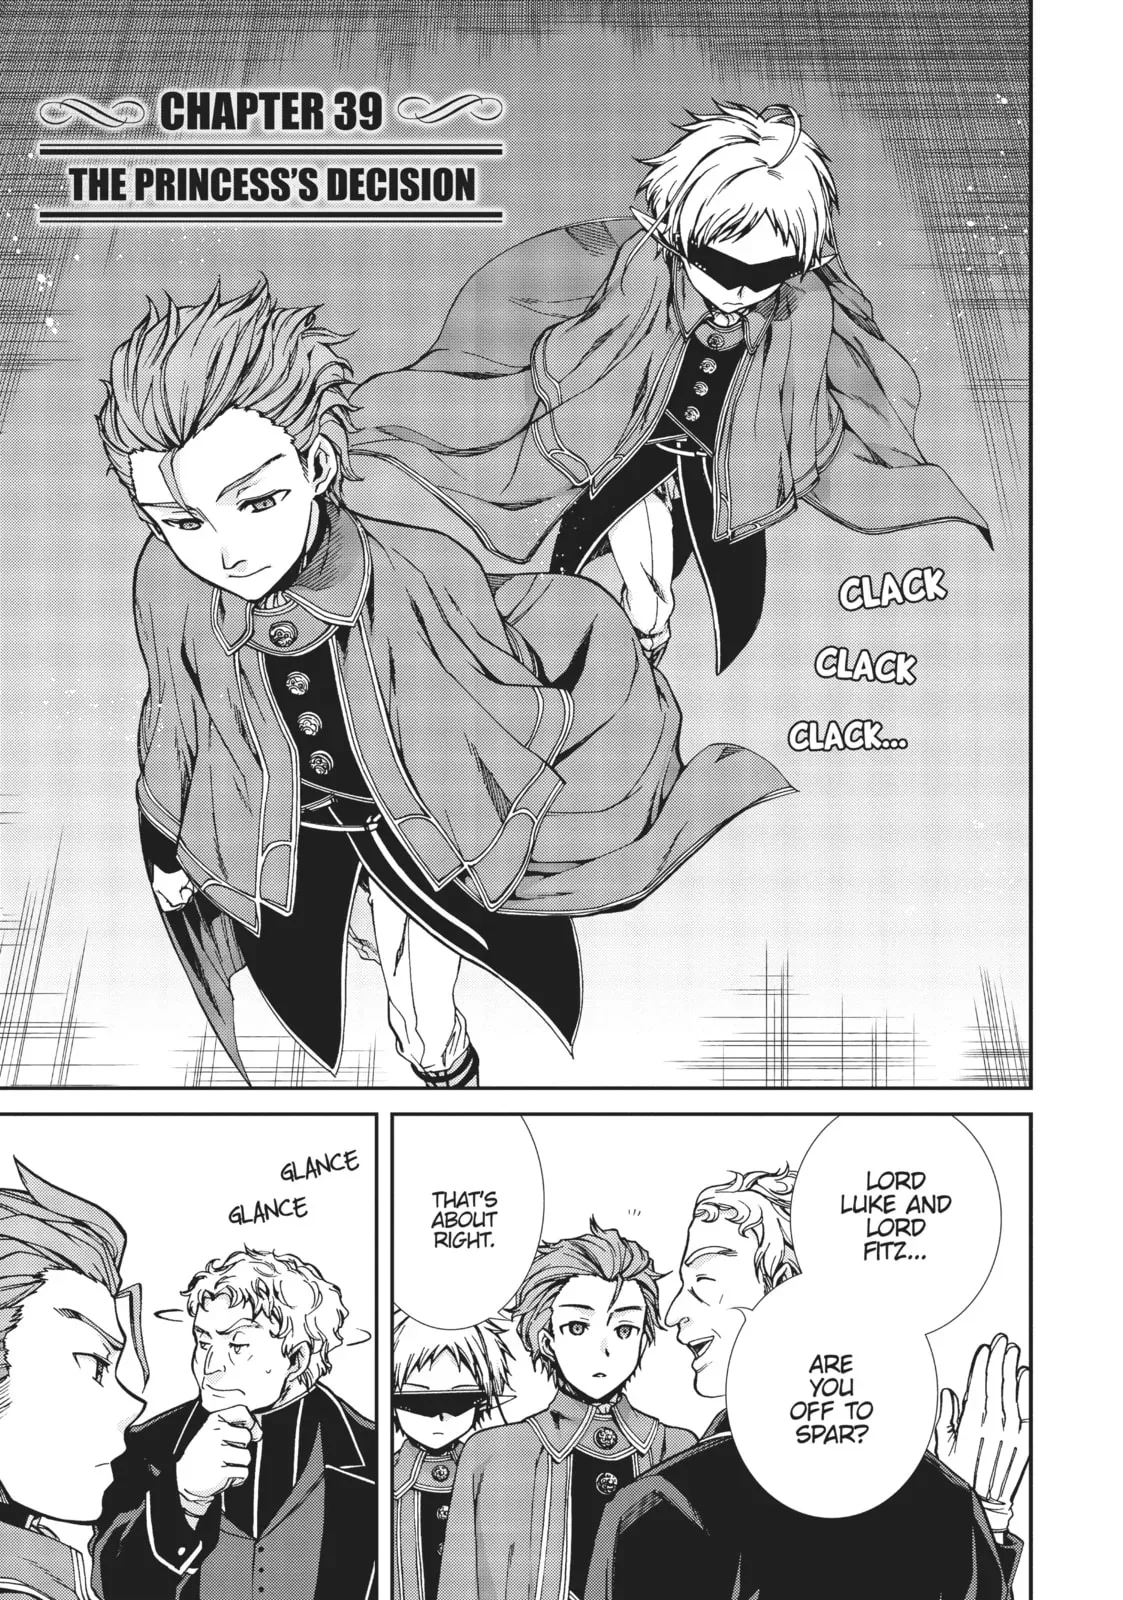 CHAPTER 39
THE PRINCESS'S DECISION
CLACK
CLACK
CLACK...
LORD
LUKE AND
LORD
FITZ...
ARE
YOU
OFF TO
SPAR?
THAT'S
ABOUT
RIGHT.
GLANCE
GLANCE